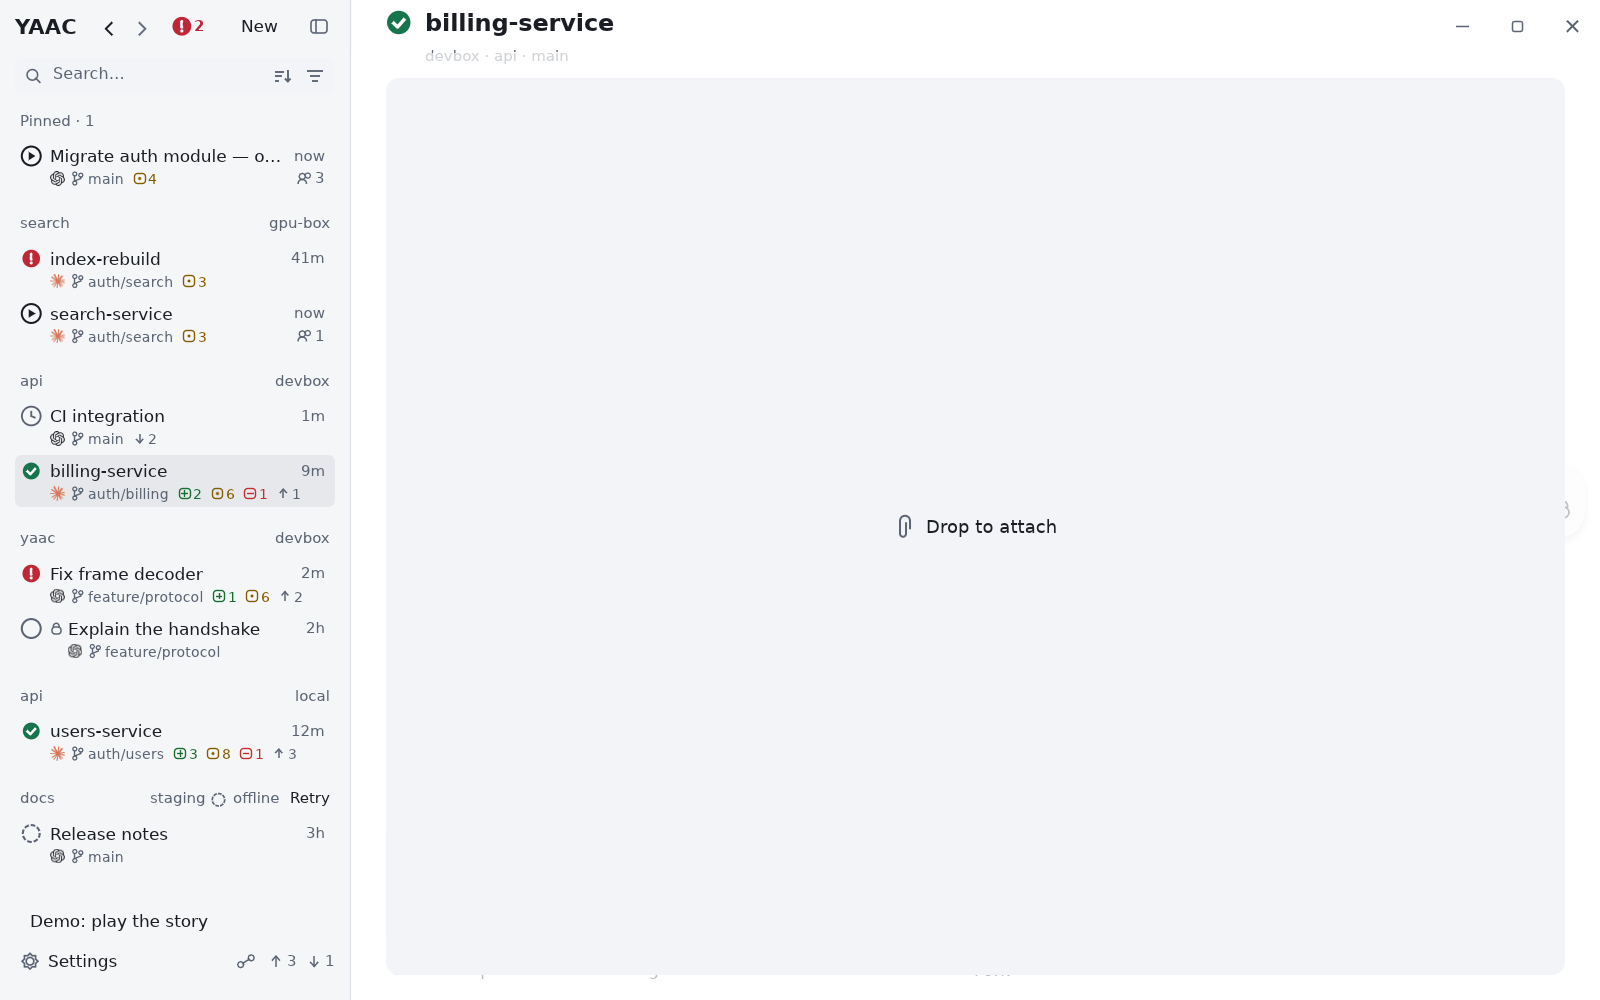 YAAC
2
New
Search...
Pinned · 1
Migrate auth module — o... now
main 4 3
search gpu-box
index-rebuild 41m
auth/search 3
search-service now
auth/search 3 1
api devbox
CI integration 1m
main ↓2
billing-service 9m
auth/billing 2 6 1 ↑1
yaac devbox
Fix frame decoder 2m
feature/protocol 1 6 ↑2
Explain the handshake 2h
feature/protocol
api local
users-service 12m
auth/users 3 8 1 ↑3
docs staging offline Retry
Release notes 3h
main
Demo: play the story
Settings ↑3 ↓1
billing-service
devbox · api · main
Drop to attach